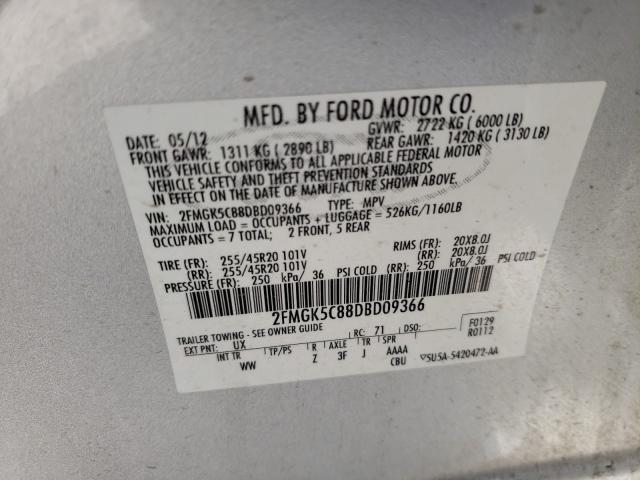 MFD. BY FORD MOTOR CO.
DATE: 05/12 GVWR: 2722 KG ( 6000 LB)
FRONT GAWR: 1311 KG ( 2890 LB) REAR GAWR: 1420 KG ( 3130 LB)
THIS VEHICLE CONFORMS TO ALL APPLICABLE FEDERAL MOTOR
VEHICLE SAFETY AND THEFT PREVENTION STANDARDS
IN EFFECT ON THE DATE OF MANUFACTURE SHOWN ABOVE.
VIN: 2FMGK5C88DBD09366 TYPE: MPV
MAXIMUM LOAD = OCCUPANTS + LUGGAGE = 526KG/1160LB
OCCUPANTS = 7 TOTAL; 2 FRONT, 5 REAR
TIRE (FR): 255/45R20 101V RIMS (FR): 20X8.0J
(RR): 255/45R20 101V (RR): 20X8.0J
PRESSURE (FR): 250 kPa/ 36 PSI COLD (RR): 250 kPa/ 36 PSI COLD
2FMGK5C88DBD09366
TRAILER TOWING - SEE OWNER GUIDE
EXT PNT: UX RC: 71 DSO: F0129
INT TR TP/PS R AXLE TR SPR R0112
WW Z 3F J AAAA
CBU 5U5A-5420472-AA